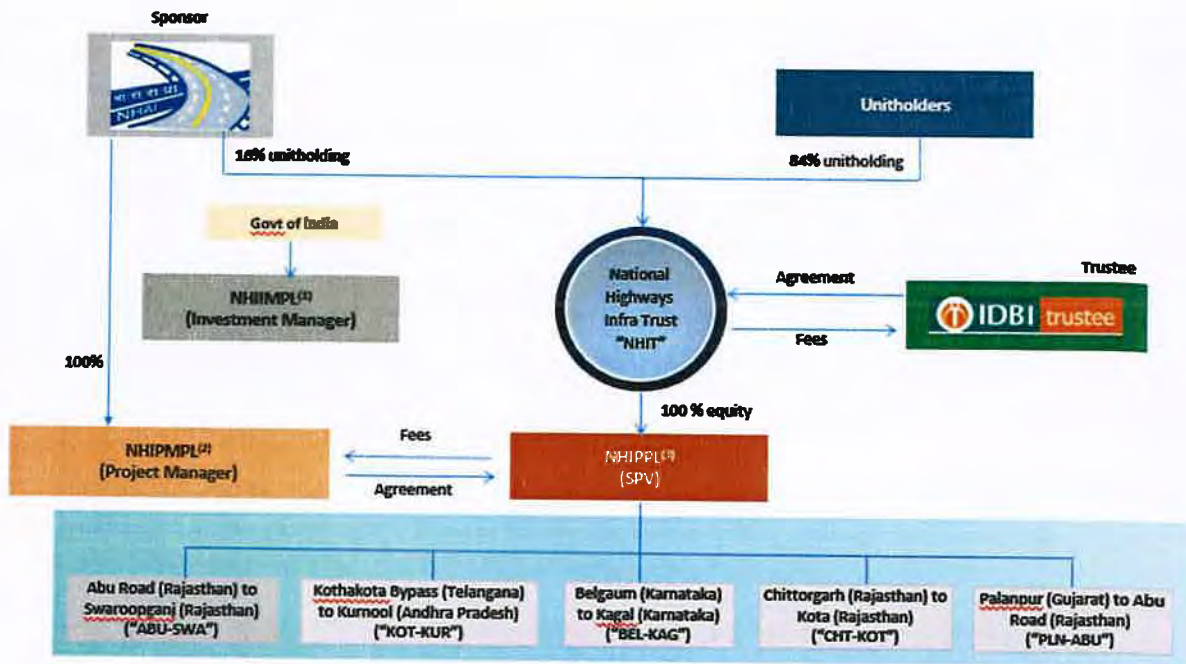 Sponsor
NHAI
Unitholders
16% unitholding
84% unitholding
Govt of India
NHIIMPL(1)
(Investment Manager)
National
Highways
Infra Trust
"NHIT"
Agreement
Fees
Trustee
IDBI trustee
100%
100 % equity
NHIPMPL(2)
(Project Manager)
Fees
Agreement
NHIPPL(3)
(SPV)
Abu Road (Rajasthan) to
Swaroopganj (Rajasthan)
("ABU-SWA")
Kothakota Bypass (Telangana)
to Kurnool (Andhra Pradesh)
("KOT-KUR")
Belgaum (Karnataka)
to Kagal (Karnataka)
("BEL-KAG")
Chittorgarh (Rajasthan) to
Kota (Rajasthan)
("CHT-KOT")
Palanpur (Gujarat) to Abu
Road (Rajasthan)
("PLN-ABU")